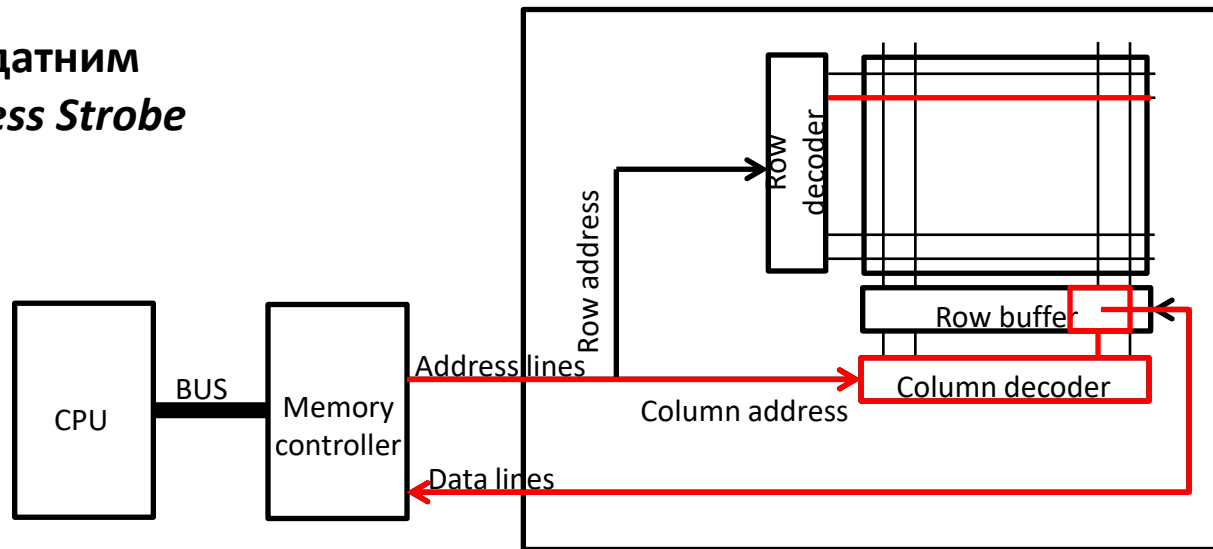 датним
ess Strobe
Row
decoder
Row address
Row buffer
Address lines
Column decoder
BUS
CPU
Memory
controller
Column address
Data lines